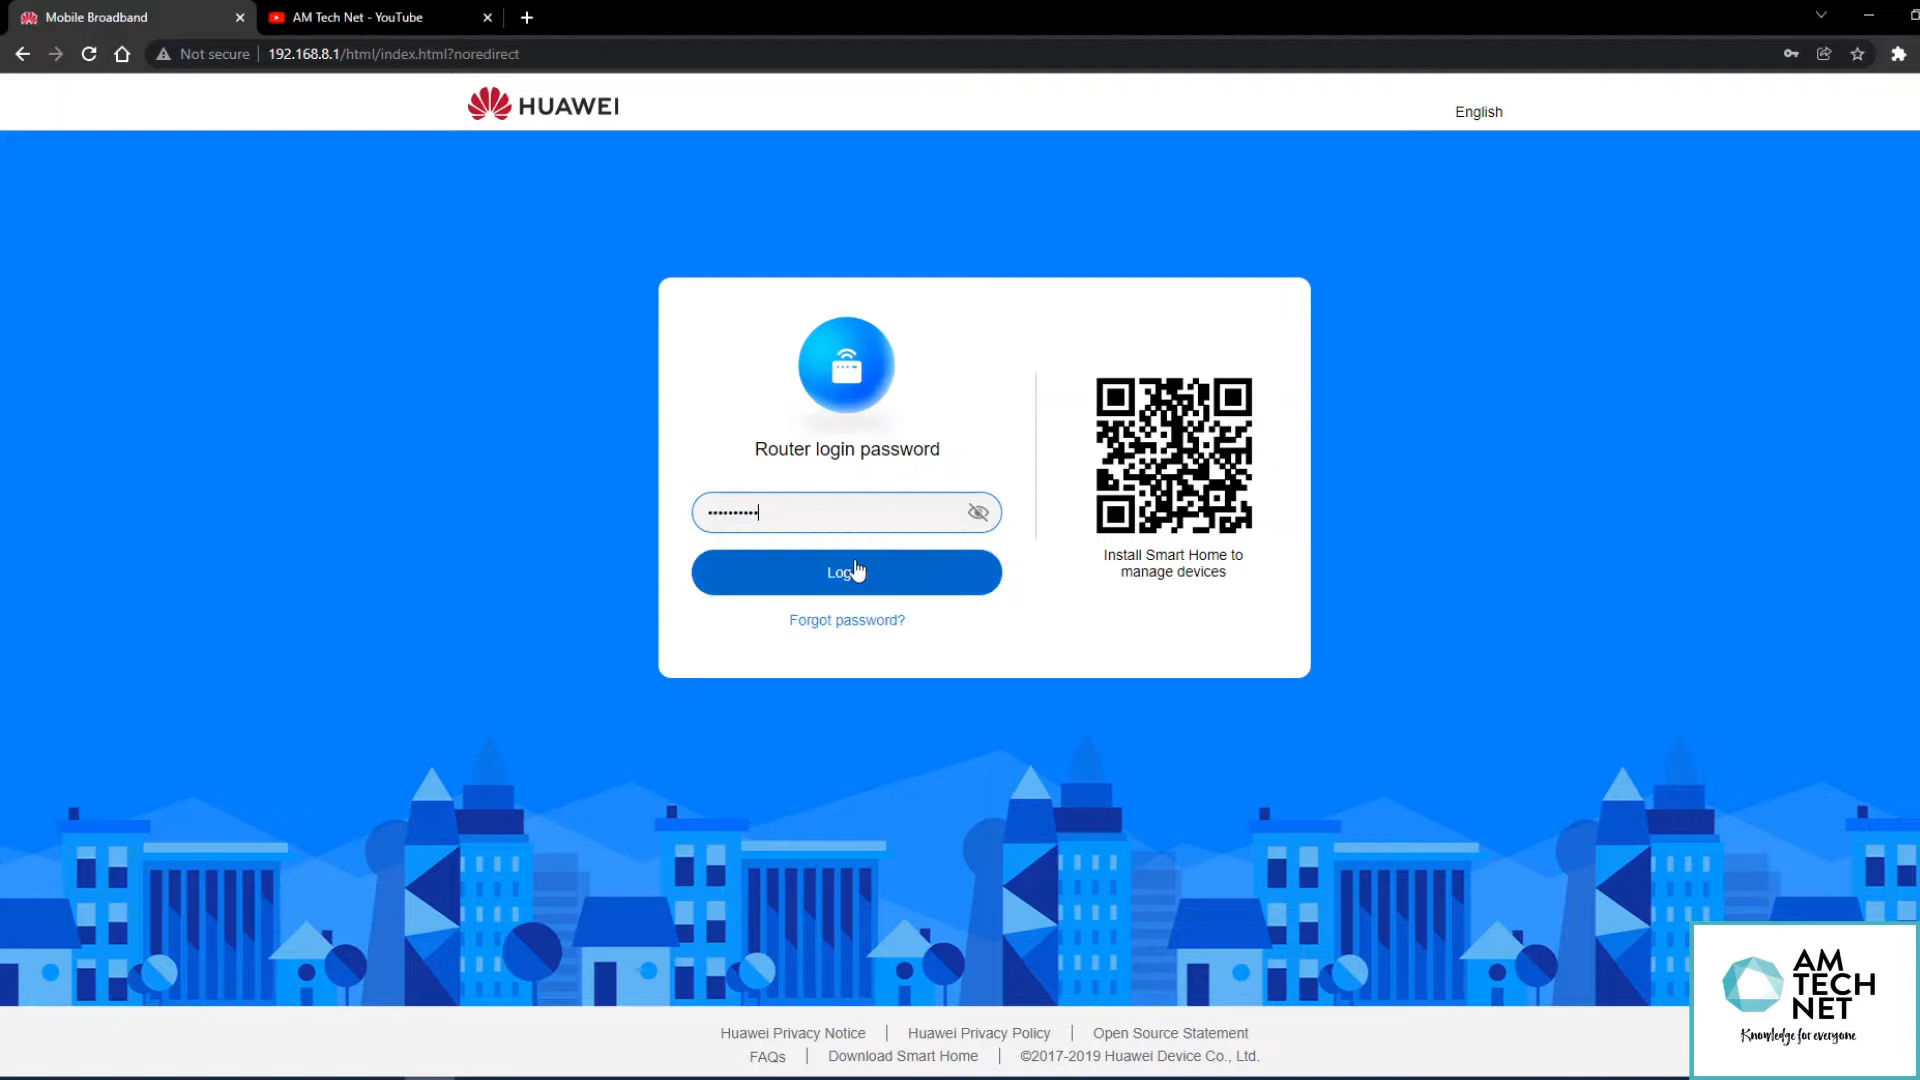 Mobile Broadband
AM Tech Net - YouTube
Not secure
192.168.8.1/html/index.html?noredirect
HUAWEI
English
Router login password
••••••••••
Log
Forgot password?
Install Smart Home to
manage devices
Huawei Privacy Notice | Huawei Privacy Policy | Open Source Statement
FAQs | Download Smart Home | ©2017-2019 Huawei Device Co., Ltd.
AM
TECH
NET
Knowledge for everyone